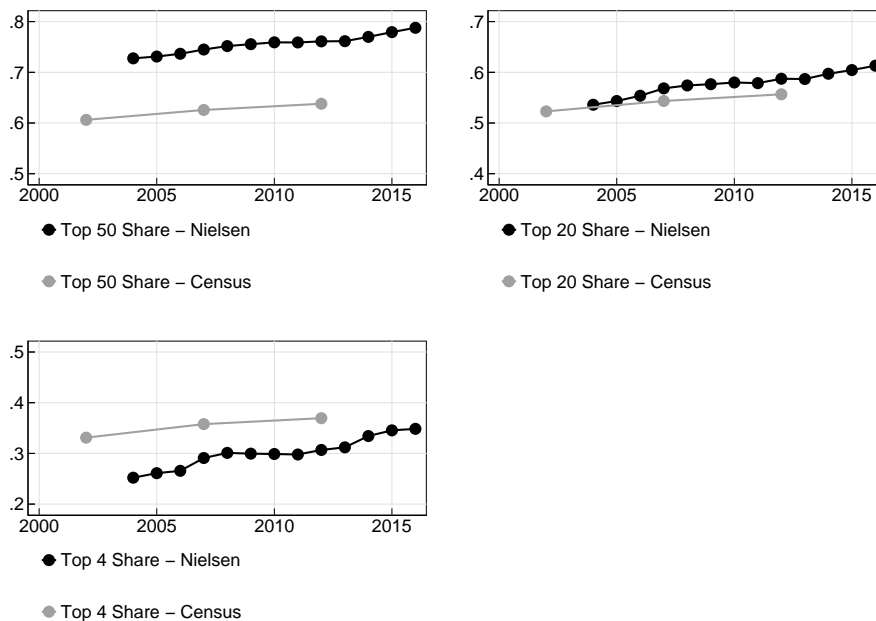 .8
.7
.6
.5
2000 2005 2010 2015
Top 50 Share – Nielsen
Top 50 Share – Census
.7
.6
.5
.4
2000 2005 2010 2015
Top 20 Share – Nielsen
Top 20 Share – Census
.5
.4
.3
.2
2000 2005 2010 2015
Top 4 Share – Nielsen
Top 4 Share – Census